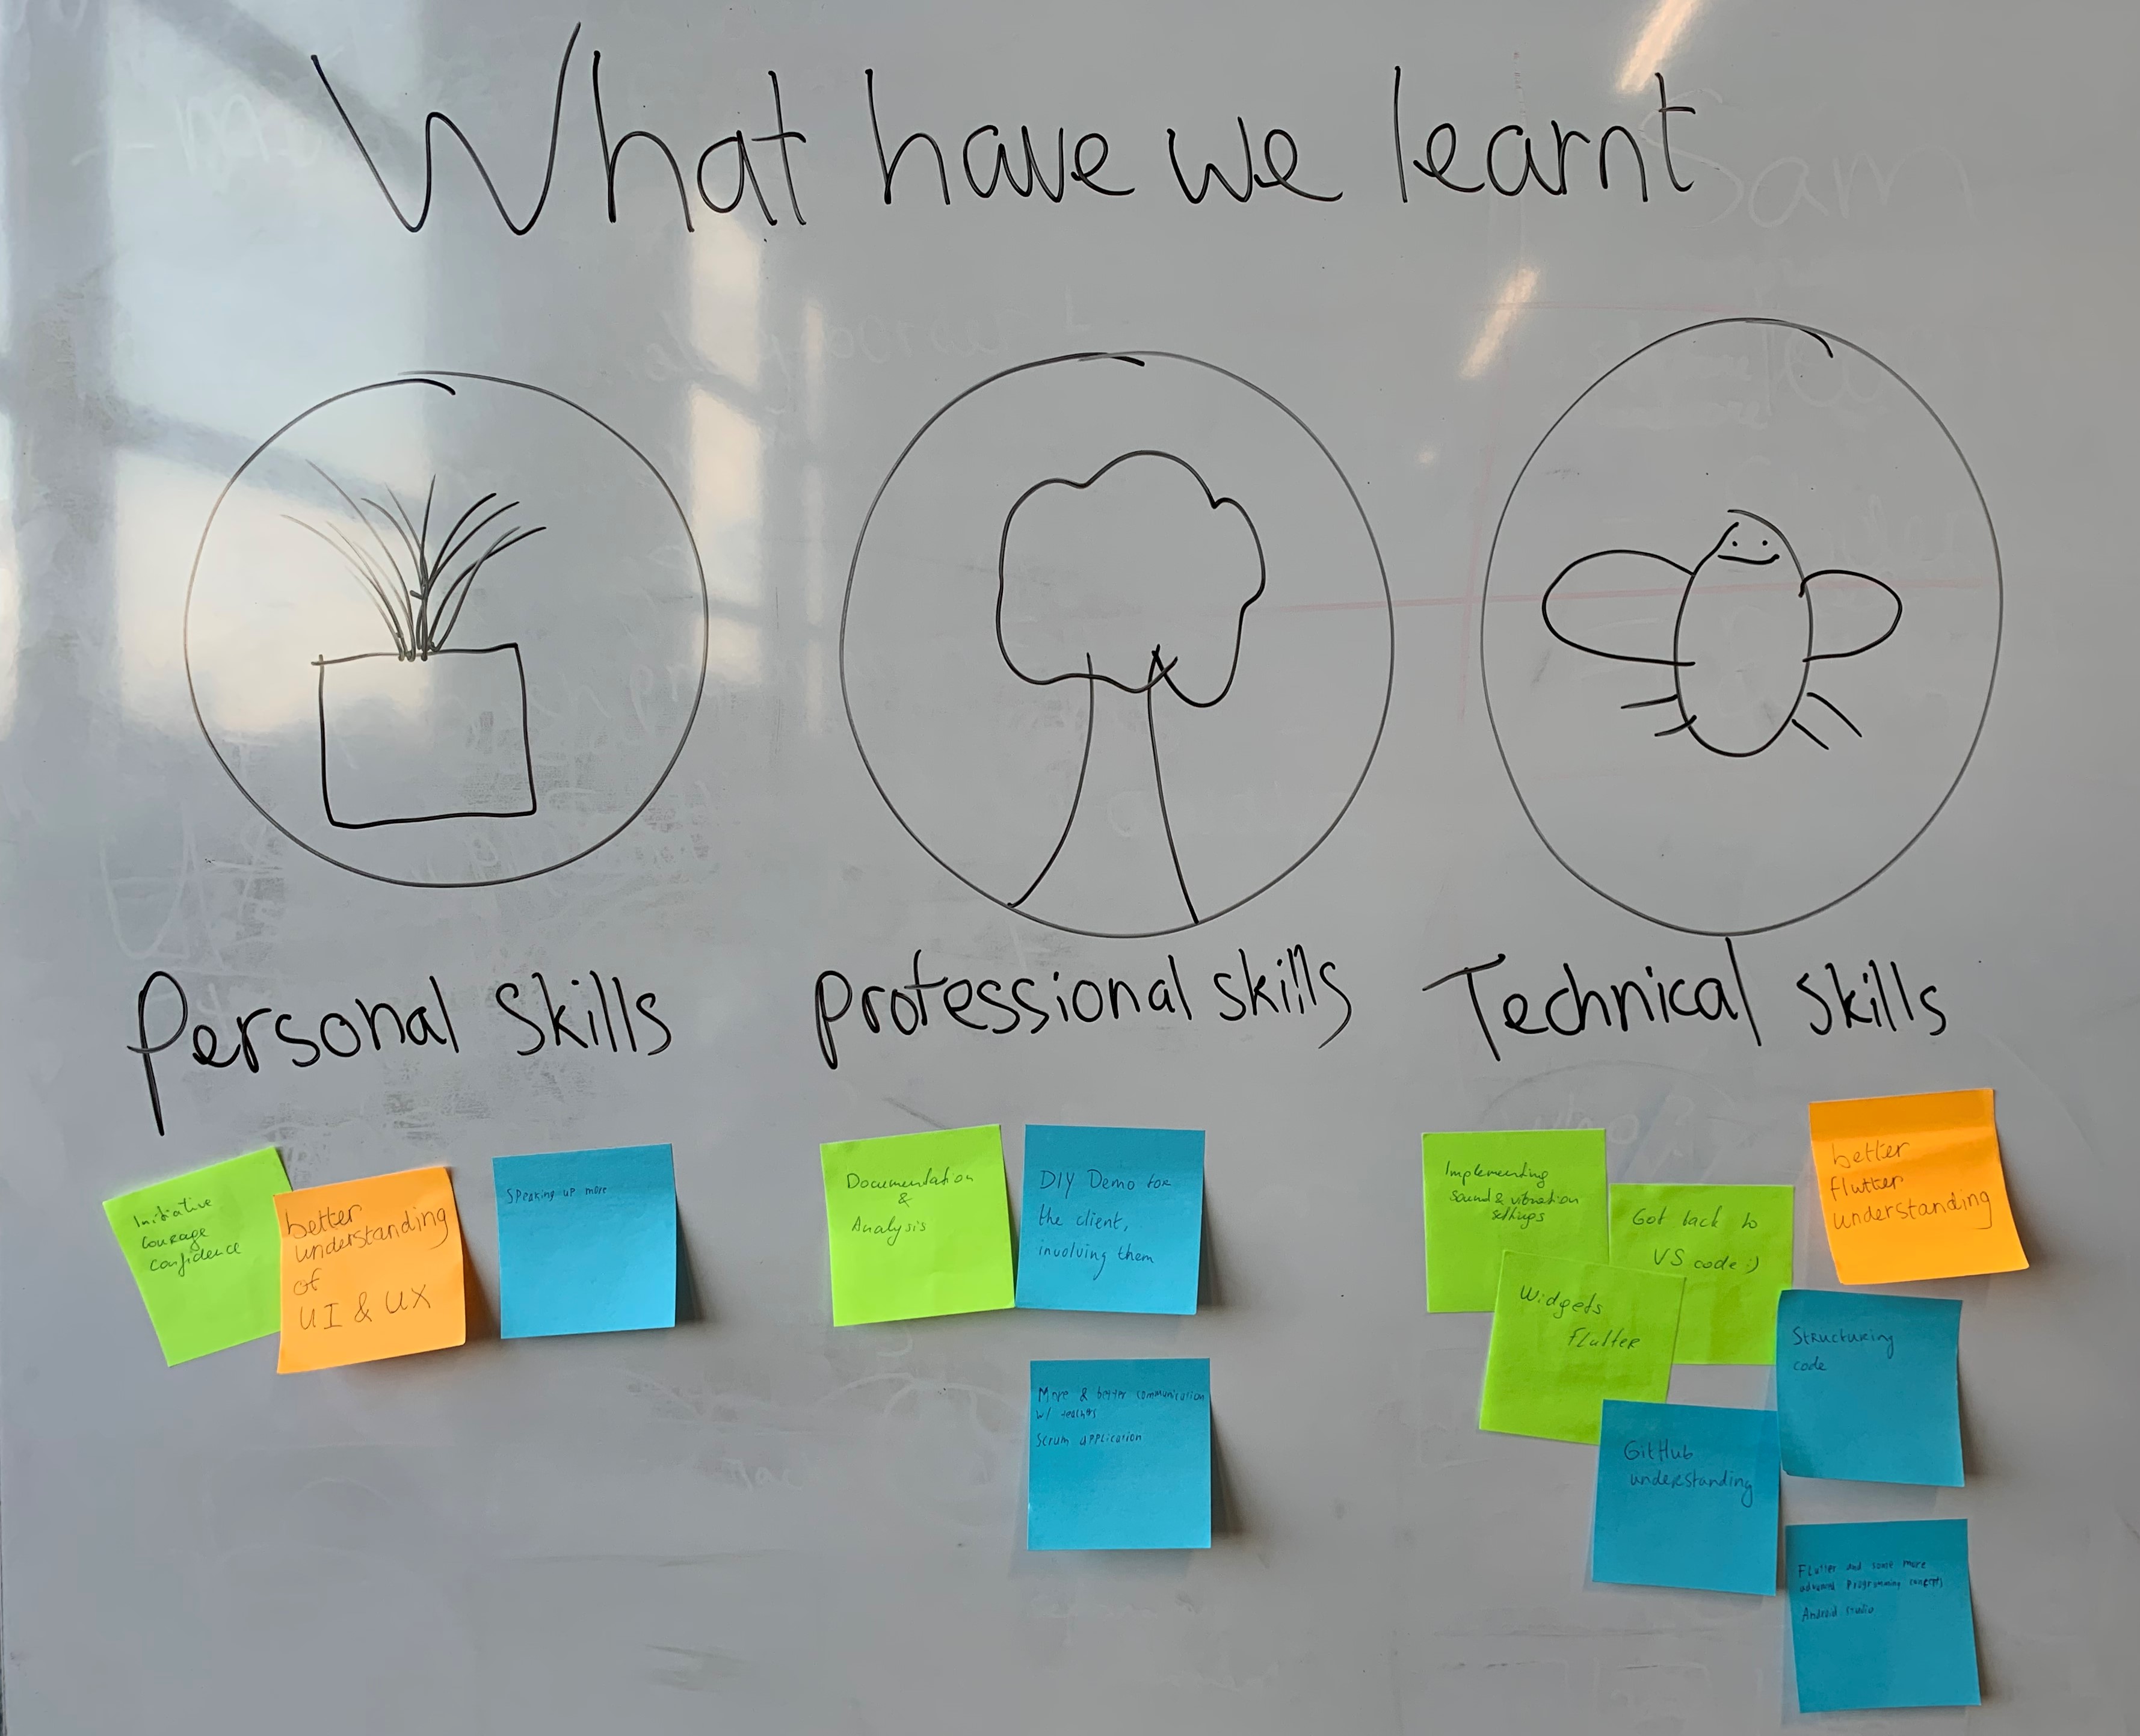 What have we learnt
Personal skills
professional skills
Technical skills
Initiative
Courage
confidence
better
understanding
of
UI & UX
Speaking up more
Documentation
&
Analysis
DIY Demo for
the client,
involving them
More & better communication
w/ teachers
Scrum application
Implementing
Sound & vibration
settings
Got back to
VS code :)
Widgets
Flutter
better
flutter
understanding
Structuring
code
GitHub
understanding
Flutter and some more
advanced programming concepts
Android studio
Sam